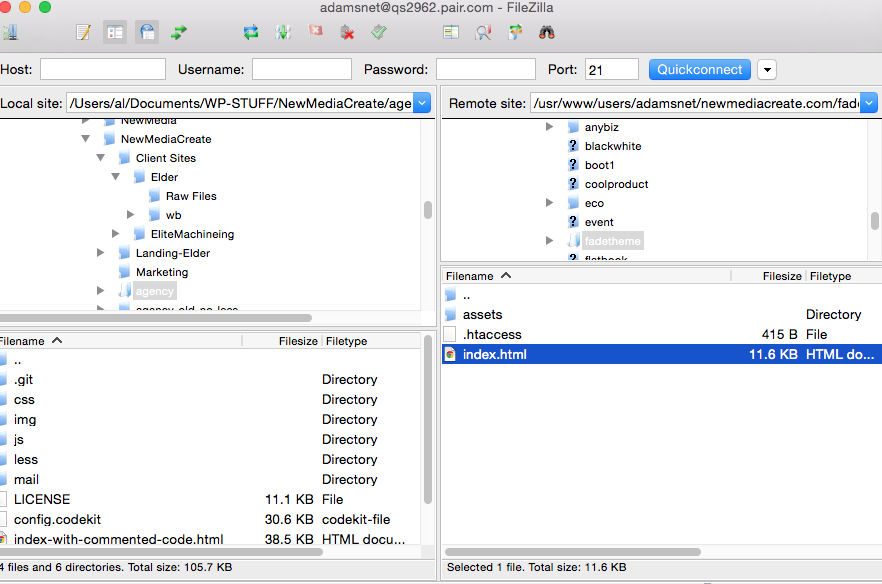 adamsnet@qs2962.pair.com - FileZilla
Host: Username: Password: Port: 21 Quickconnect
Local site: /Users/al/Documents/WP-STUFF/NewMediaCreate/age
Remote site: /usr/www/users/adamsnet/newmediacreate.com/fad
NewMedia
NewMediaCreate
Client Sites
Elder
Raw Files
wb
EliteMachineing
Landing-Elder
Marketing
agency
agency-old-no-less
anybiz
blackwhite
boot1
coolproduct
eco
event
fadetheme
flatbook
Filename Filesize Filetype
..
.git Directory
css Directory
img Directory
js Directory
less Directory
mail Directory
LICENSE 11.1 KB File
config.codekit 30.6 KB codekit-file
index-with-commented-code.html 38.5 KB HTML docu...
4 files and 6 directories. Total size: 105.7 KB
Filename Filesize Filetype
..
assets Directory
.htaccess 415 B File
index.html 11.6 KB HTML do...
Selected 1 file. Total size: 11.6 KB